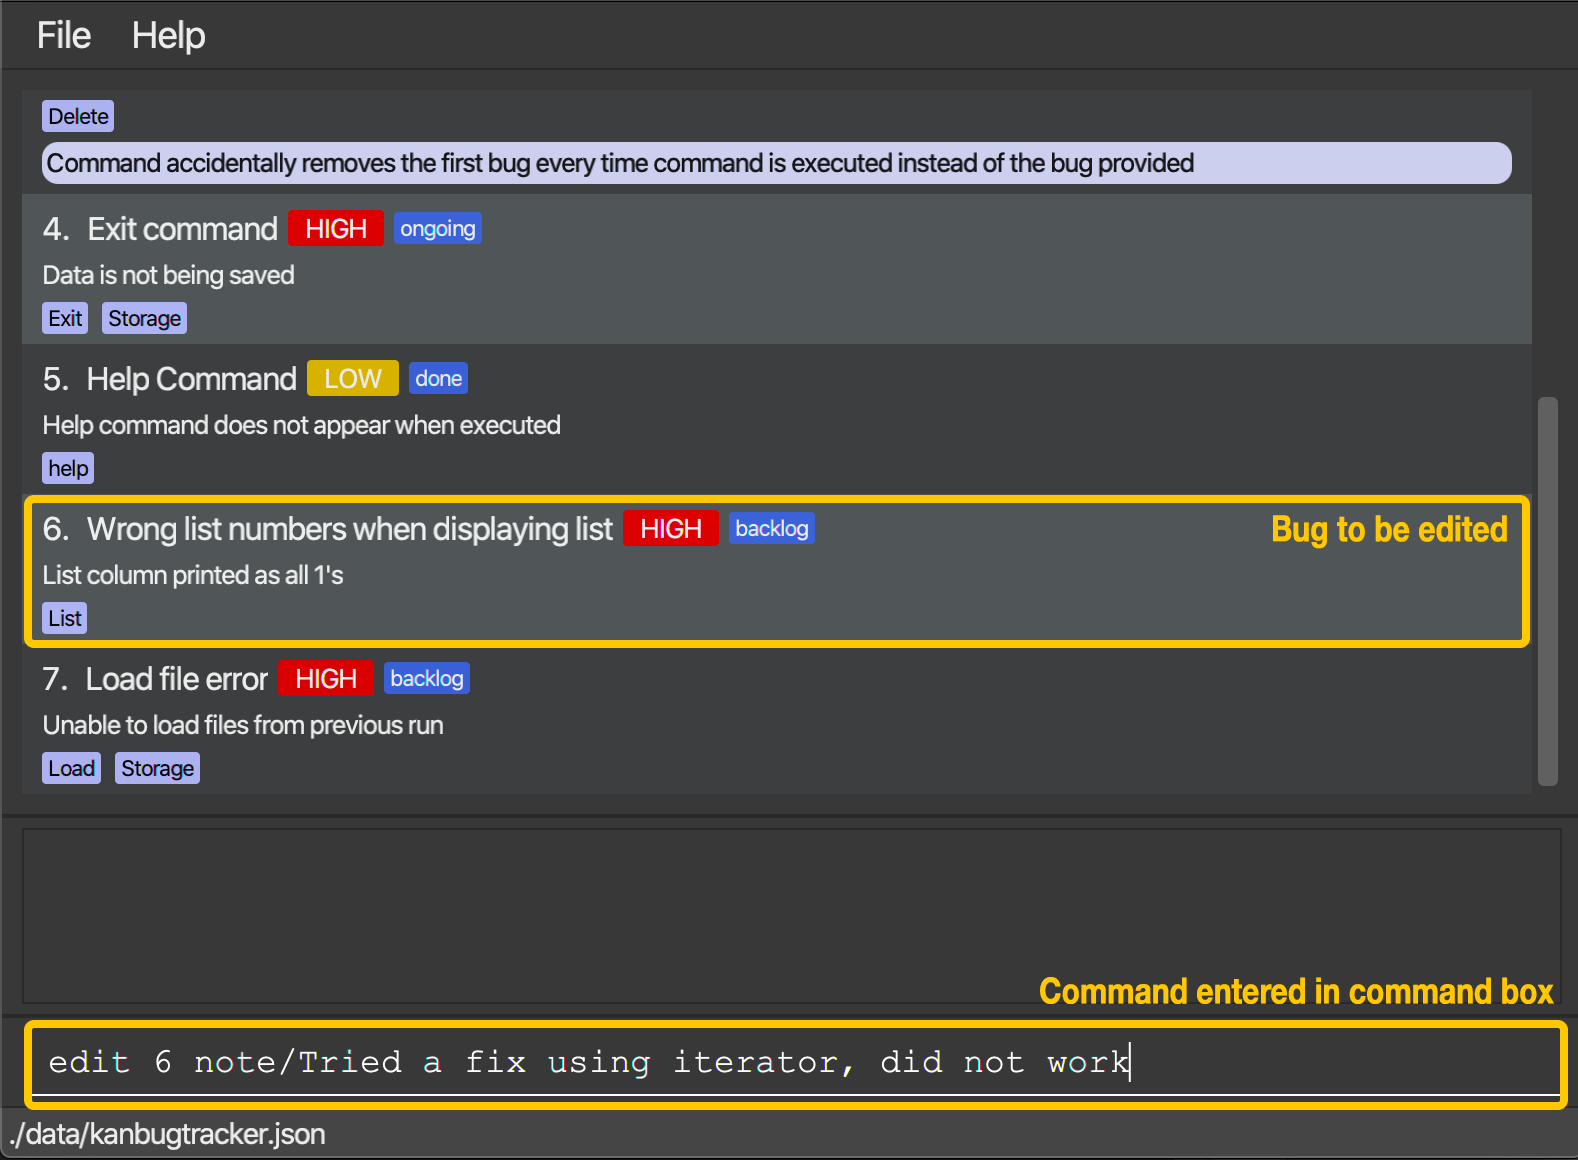 File Help
Delete
Command accidentally removes the first bug every time command is executed instead of the bug provided
4. Exit command HIGH ongoing
Data is not being saved
Exit Storage
5. Help Command LOW done
Help command does not appear when executed
help
6. Wrong list numbers when displaying list HIGH backlog Bug to be edited
List column printed as all 1's
List
7. Load file error HIGH backlog
Unable to load files from previous run
Load Storage
Command entered in command box
edit 6 note/Tried a fix using iterator, did not work
./data/kanbugtracker.json